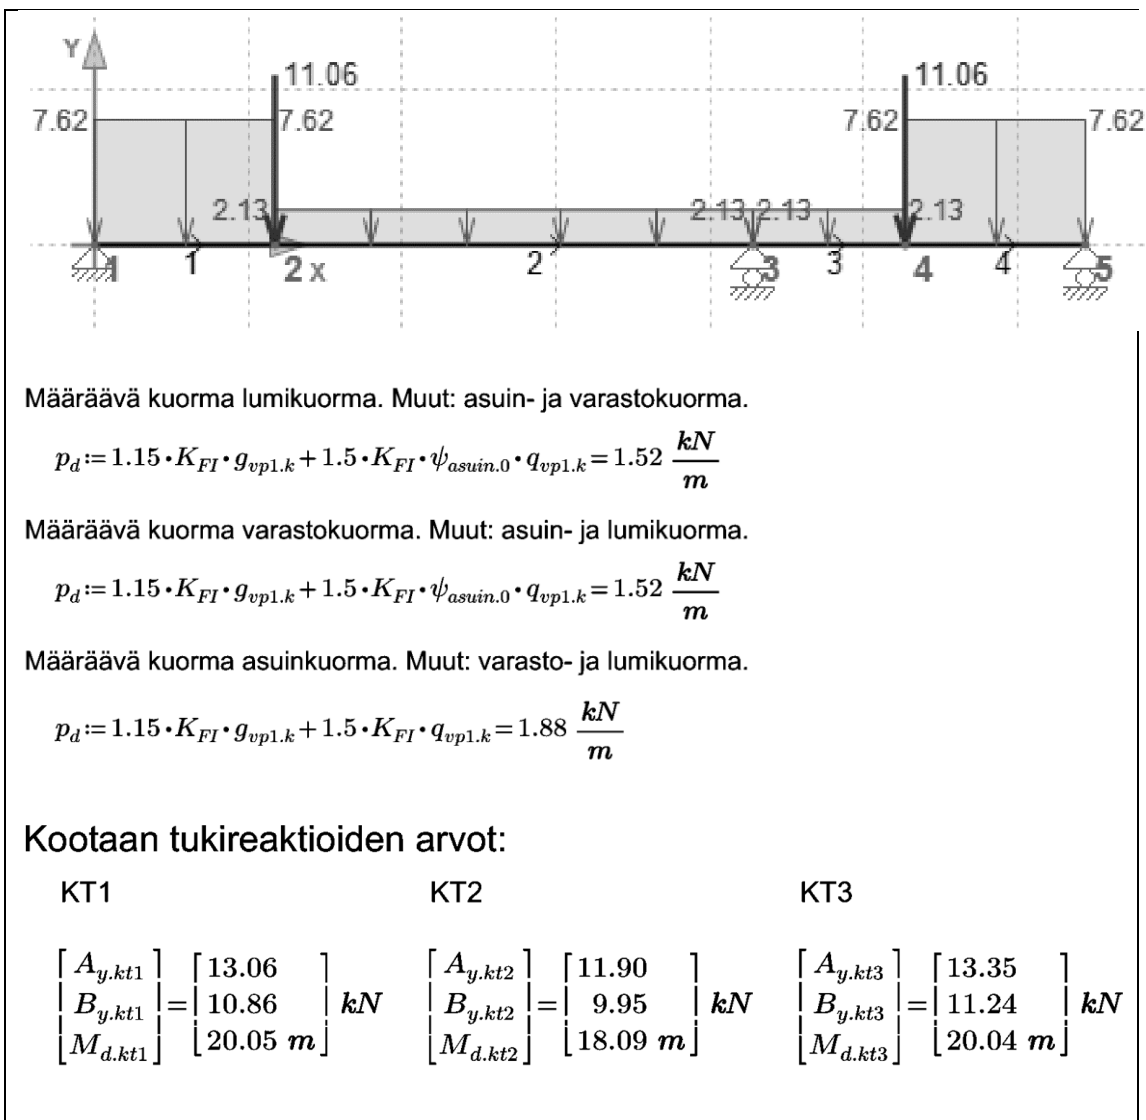 Y
11.06 11.06
7.62 7.62 7.62 7.62
2.13 2.13 2.13 2.13
1 1 2 x 2 3 3 4 4 5
Määräävä kuorma lumikuorma. Muut: asuin- ja varastokuorma.
p_d := 1.15 • K_FI • g_vp1.k + 1.5 • K_FI • ψ_asuin.0 • q_vp1.k = 1.52 kN/m
Määräävä kuorma varastokuorma. Muut: asuin- ja lumikuorma.
p_d := 1.15 • K_FI • g_vp1.k + 1.5 • K_FI • ψ_asuin.0 • q_vp1.k = 1.52 kN/m
Määräävä kuorma asuinkuorma. Muut: varasto- ja lumikuorma.
p_d := 1.15 • K_FI • g_vp1.k + 1.5 • K_FI • q_vp1.k = 1.88 kN/m
Kootaan tukireaktioiden arvot:
KT1 KT2 KT3
[A_y.kt1] [13.06] [A_y.kt2] [11.90] [A_y.kt3] [13.35]
[B_y.kt1] = [10.86] kN [B_y.kt2] = [9.95] kN [B_y.kt3] = [11.24] kN
[M_d.kt1] [20.05 m] [M_d.kt2] [18.09 m] [M_d.kt3] [20.04 m]